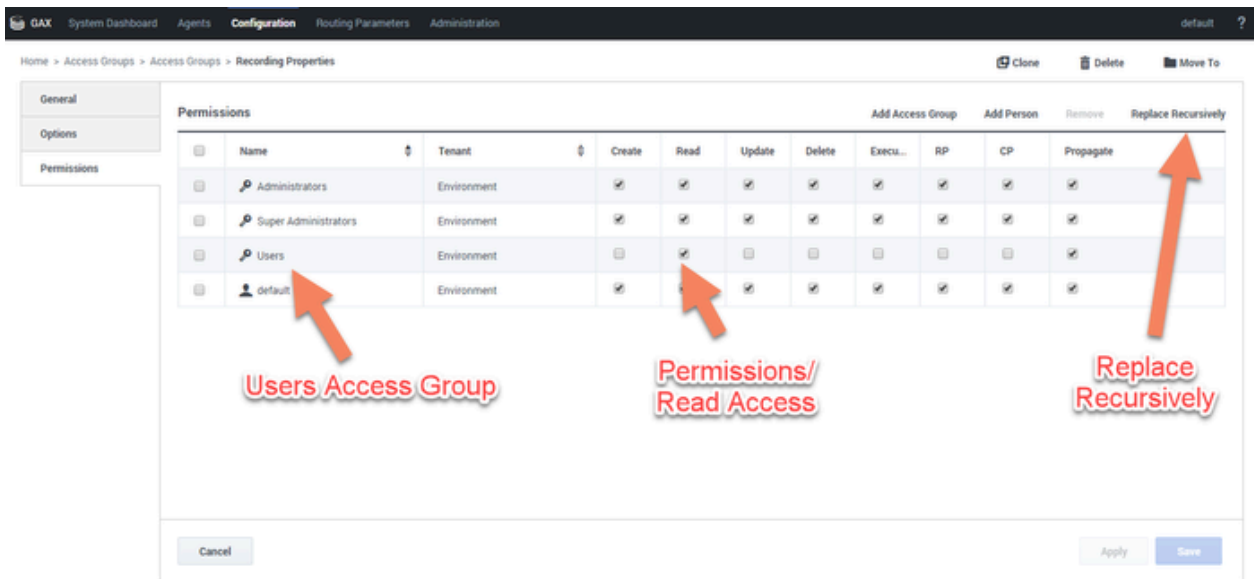 GAX System Dashboard Agents Configuration Routing Parameters Administration default ?
Home > Access Groups > Access Groups > Recording Properties Clone Delete Move To
General
Options
Permissions
Permissions Add Access Group Add Person Remove Replace Recursively
Name Tenant Create Read Update Delete Execu... RP CP Propagate
Administrators Environment
Super Administrators Environment
Users Environment
default Environment
Users Access Group
Permissions/
Read Access
Replace
Recursively
Cancel Apply Save